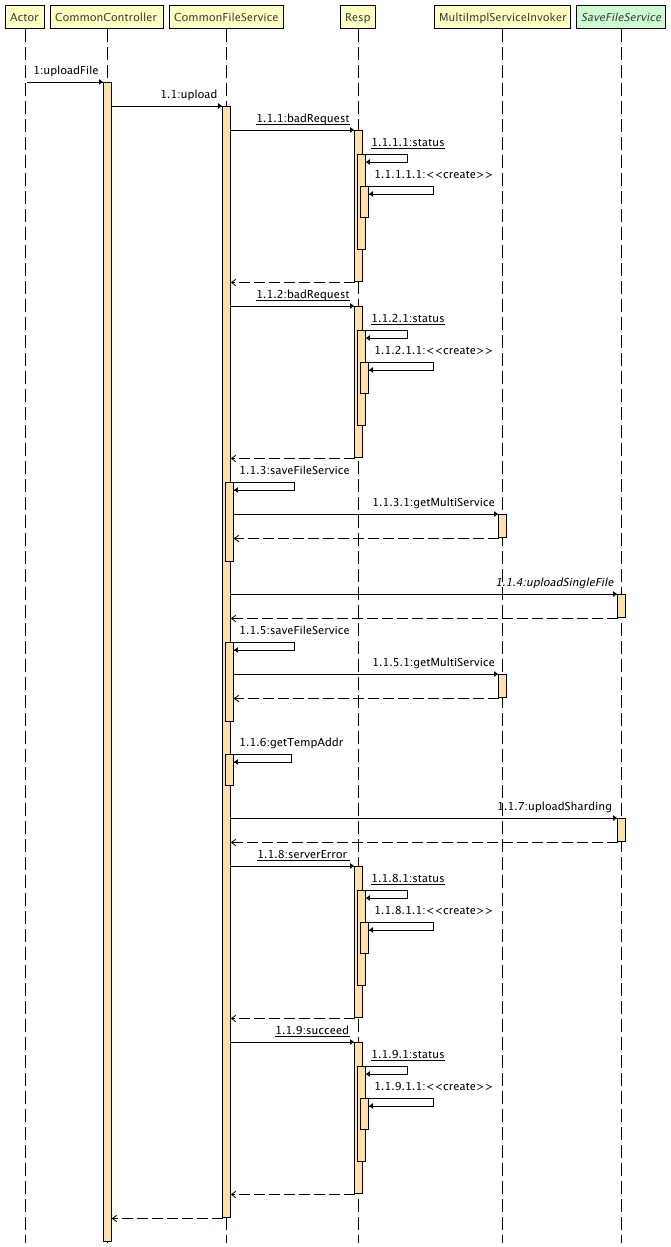 Actor
CommonController
CommonFileService
Resp
MultiImplServiceInvoker
SaveFileService
1:uploadFile
1.1:upload
1.1.1:badRequest
1.1.1.1:status
1.1.1.1.1:<<create>>
1.1.2:badRequest
1.1.2.1:status
1.1.2.1.1:<<create>>
1.1.3:saveFileService
1.1.3.1:getMultiService
1.1.4:uploadSingleFile
1.1.5:saveFileService
1.1.5.1:getMultiService
1.1.6:getTempAddr
1.1.7:uploadSharding
1.1.8:serverError
1.1.8.1:status
1.1.8.1.1:<<create>>
1.1.9:succeed
1.1.9.1:status
1.1.9.1.1:<<create>>